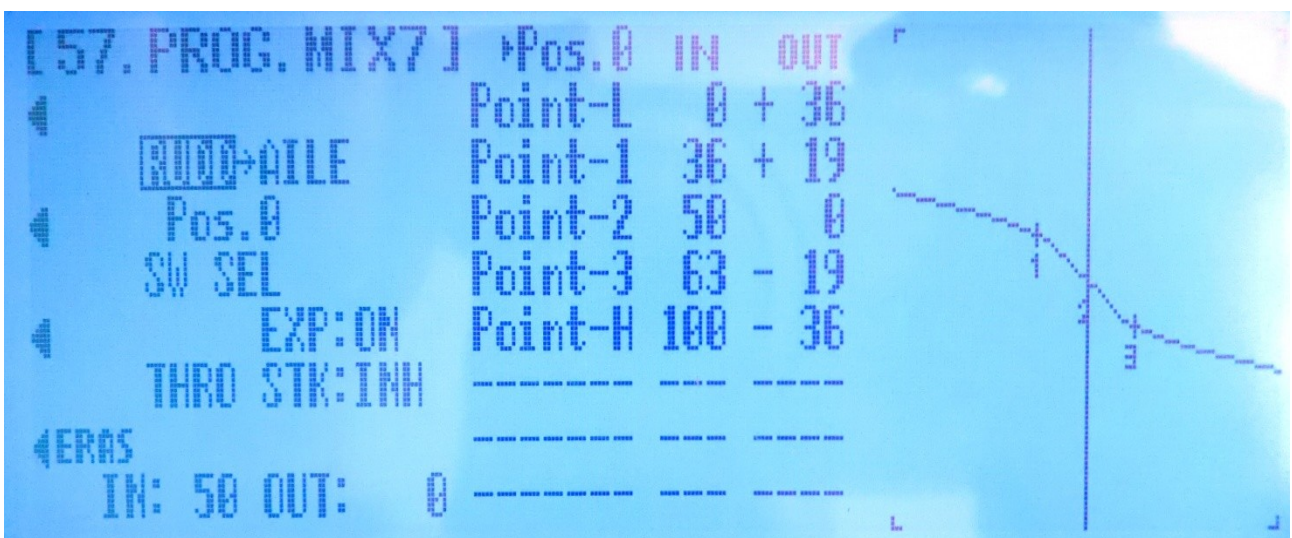 [57.PROG.MIX7] ▸Pos.0 IN OUT
Point-L 0 + 36
RUDD→AILE Point-1 36 + 19
Pos.0 Point-2 50 0
SW SEL Point-3 63 - 19
EXP:ON Point-H 100 - 36
THRO STK:INH ------- --- ----
◀ERAS ------- --- ----
IN: 50 OUT: 0 ------- --- ----
1
2
3